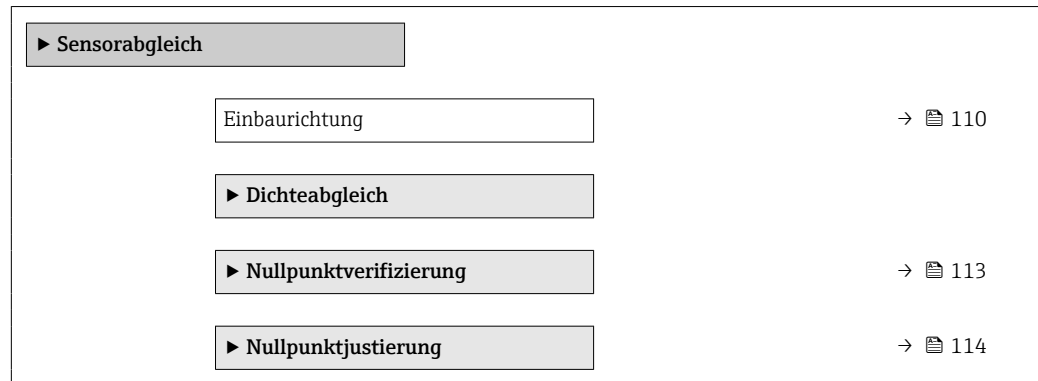 ▶ Sensorabgleich
Einbaurichtung → 110
▶ Dichteabgleich
▶ Nullpunktverifizierung → 113
▶ Nullpunktjustierung → 114